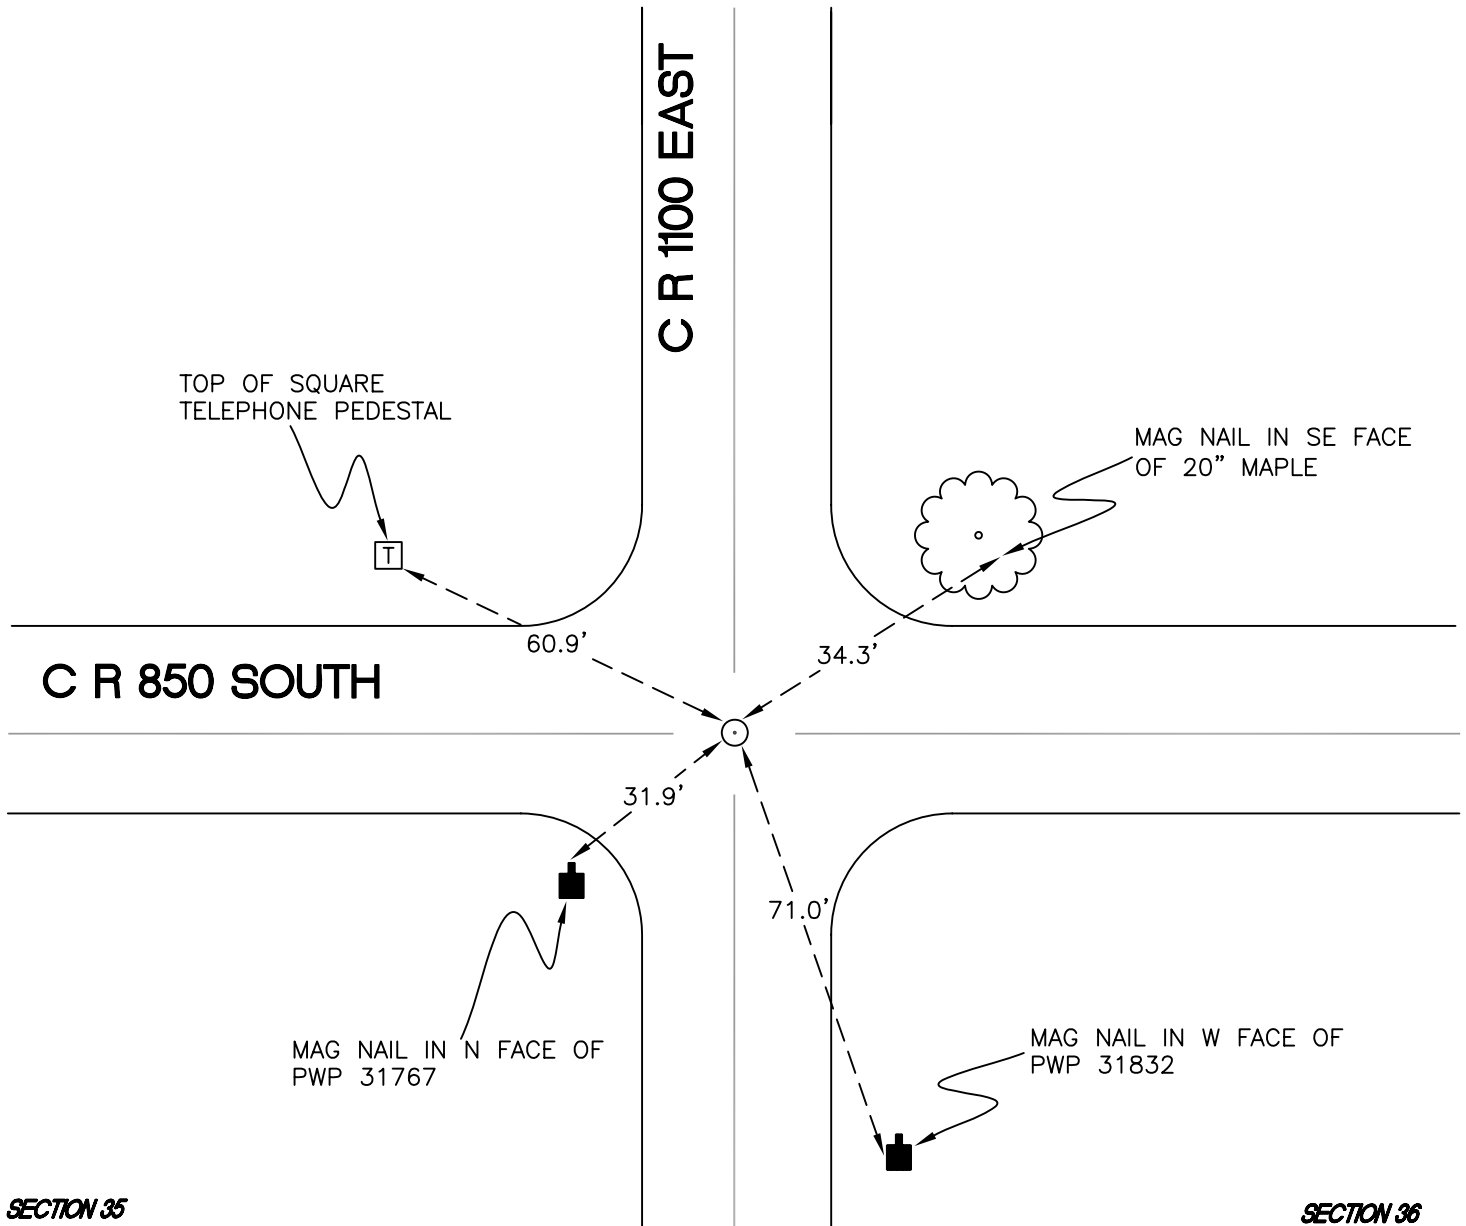 C R 1100 EAST
TOP OF SQUARE
TELEPHONE PEDESTAL
MAG NAIL IN SE FACE
OF 20” MAPLE
T
60.9’
34.3’
C R 850 SOUTH
31.9’
71.0’
MAG NAIL IN N FACE OF
PWP 31767
MAG NAIL IN W FACE OF
PWP 31832
SECTION 35
SECTION 36